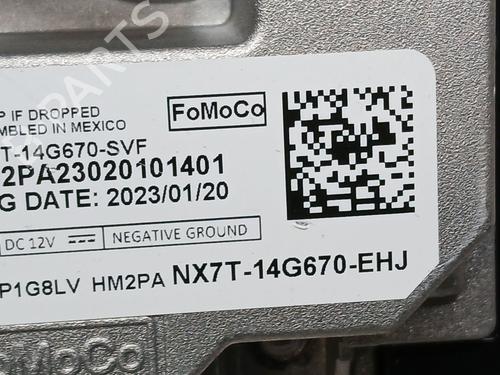 P IF DROPPED
MBLED IN MEXICO
FoMoCo
T-14G670-SVF
2PA23020101401
G DATE: 2023/01/20
DC 12V NEGATIVE GROUND
P1G8LV HM2PA NX7T-14G670-EHJ
FoMoCo
PARTS